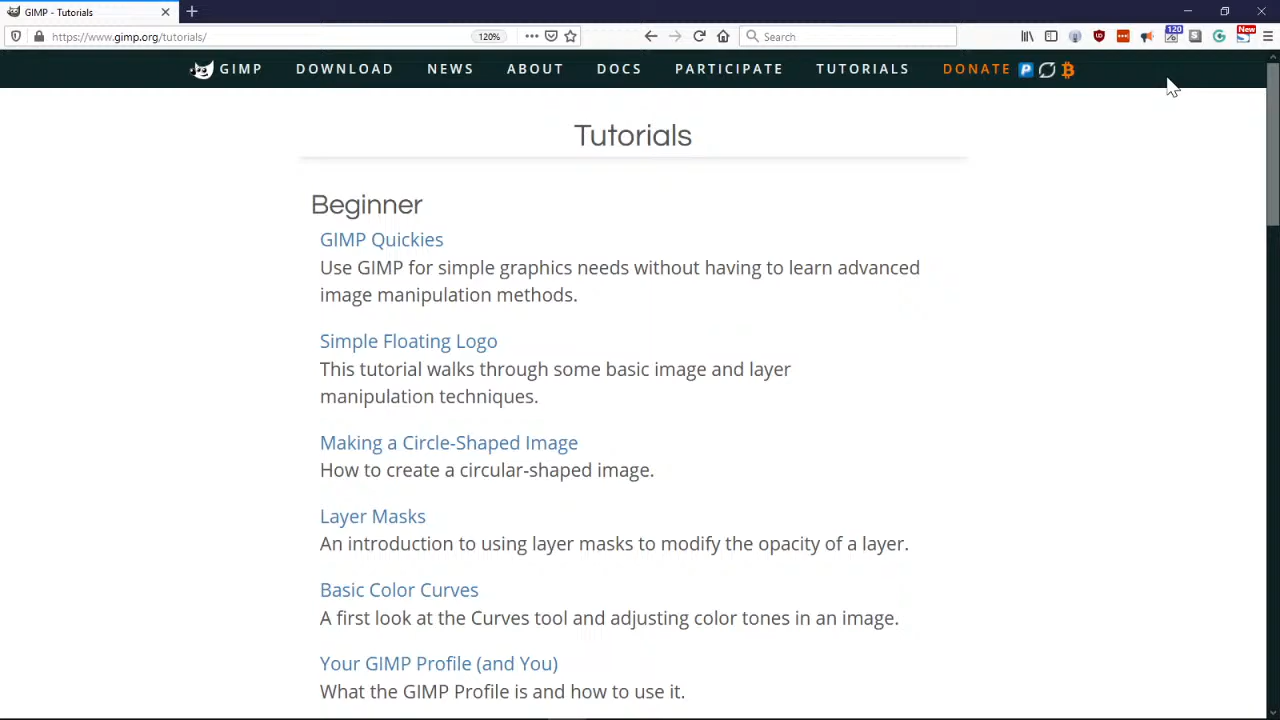 GIMP - Tutorials
https://www.gimp.org/tutorials/
120%
Search
120
New
GIMP DOWNLOAD NEWS ABOUT DOCS PARTICIPATE TUTORIALS DONATE
Tutorials
Beginner
GIMP Quickies
Use GIMP for simple graphics needs without having to learn advanced
image manipulation methods.
Simple Floating Logo
This tutorial walks through some basic image and layer
manipulation techniques.
Making a Circle-Shaped Image
How to create a circular-shaped image.
Layer Masks
An introduction to using layer masks to modify the opacity of a layer.
Basic Color Curves
A first look at the Curves tool and adjusting color tones in an image.
Your GIMP Profile (and You)
What the GIMP Profile is and how to use it.